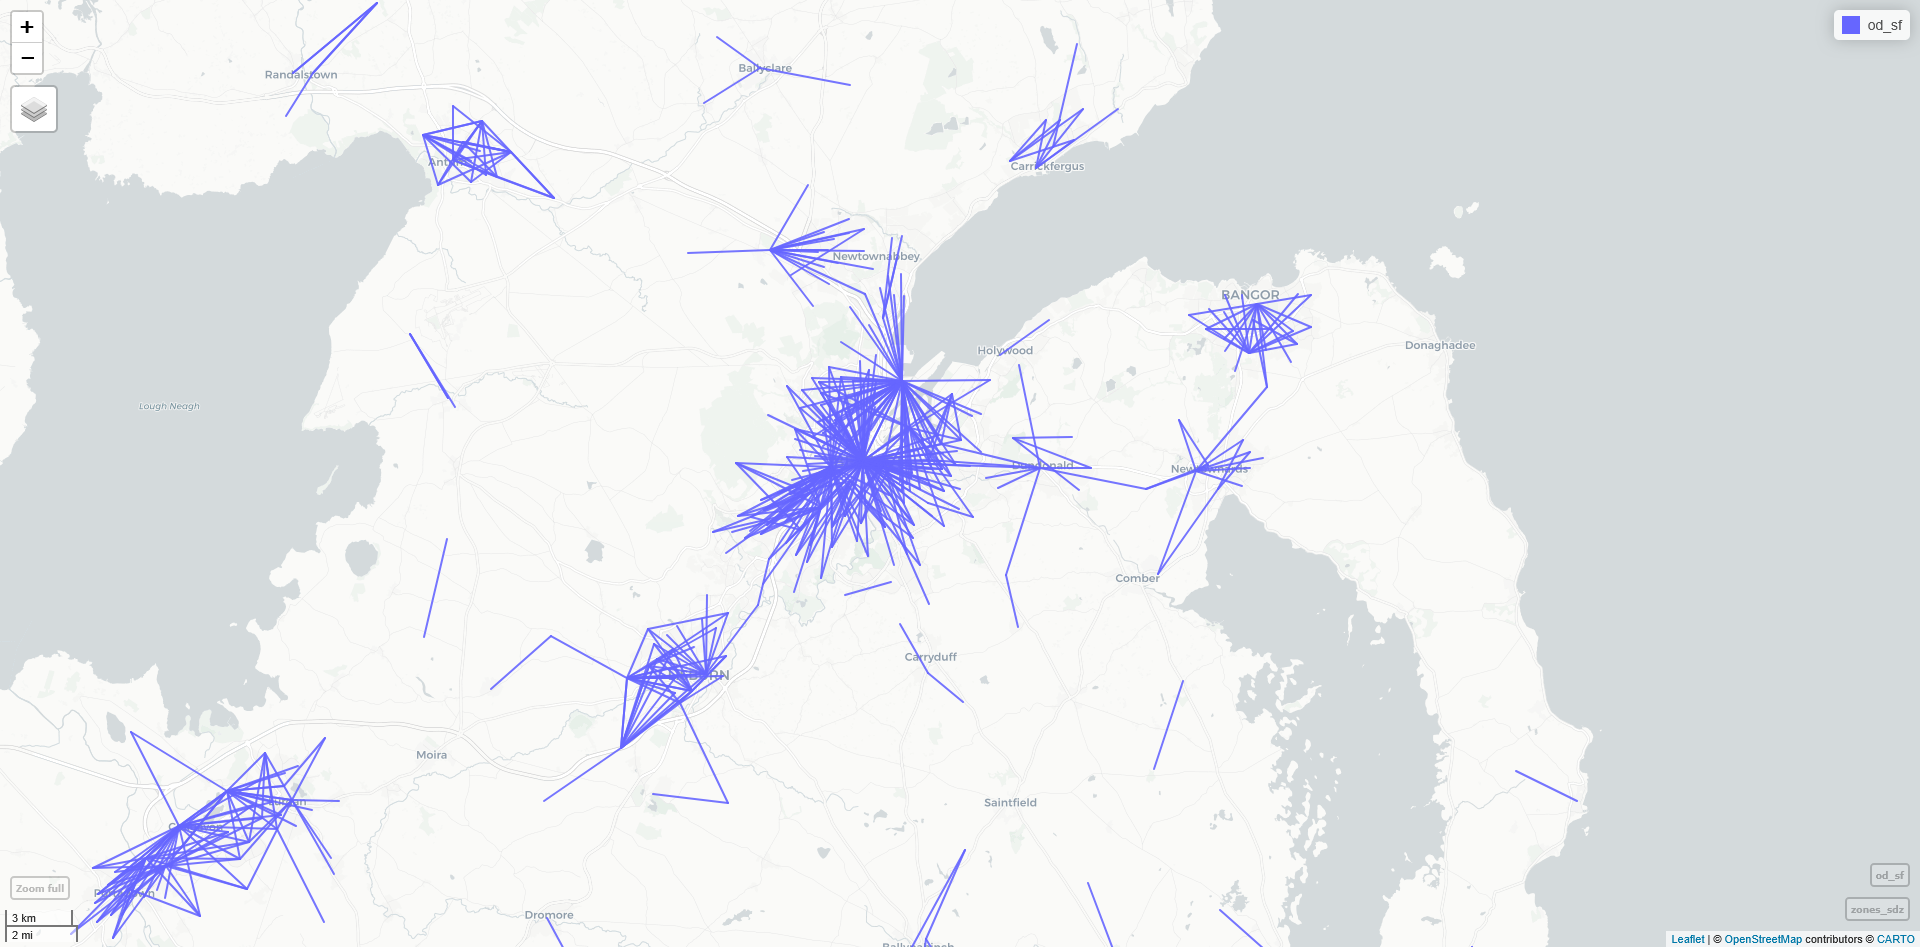 +
−
od_sf
Randalstown
Ballyclare
Carrickfergus
Newtownabbey
BANGOR
Donaghadee
Holywood
Lough Neagh
Dundonald
Comber
Carryduff
Moira
Saintfield
Dromore
Zoom full
3 km
2 mi
od_sf
zones_sdz
Leaflet | © OpenStreetMap contributors © CARTO